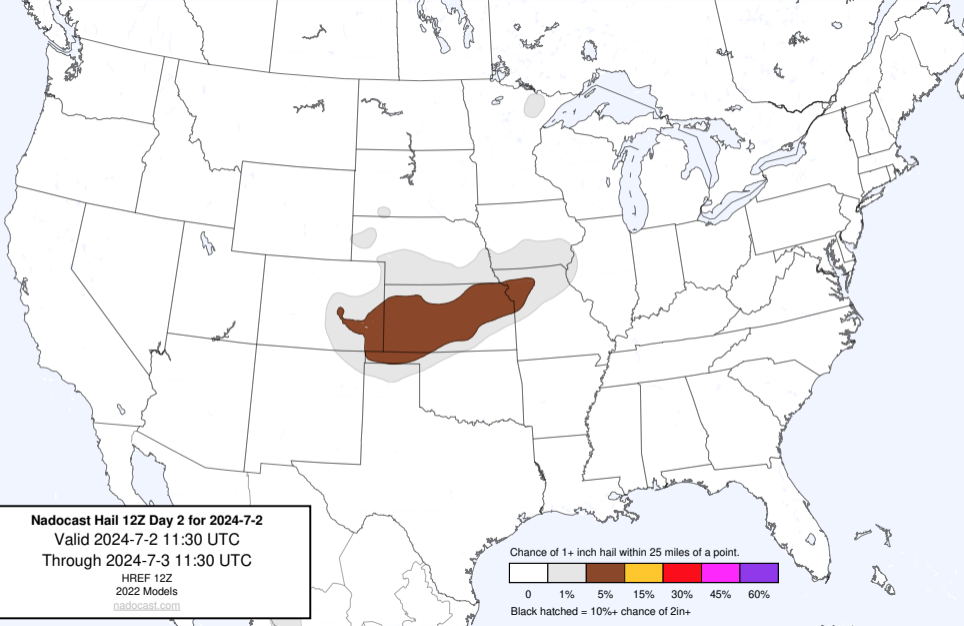 Nadocast Hail 12Z Day 2 for 2024-7-2
Valid 2024-7-2 11:30 UTC
Through 2024-7-3 11:30 UTC
HREF 12Z
2022 Models
nadocast.com
Chance of 1+ inch hail within 25 miles of a point.
0 1% 5% 15% 30% 45% 60%
Black hatched = 10%+ chance of 2in+